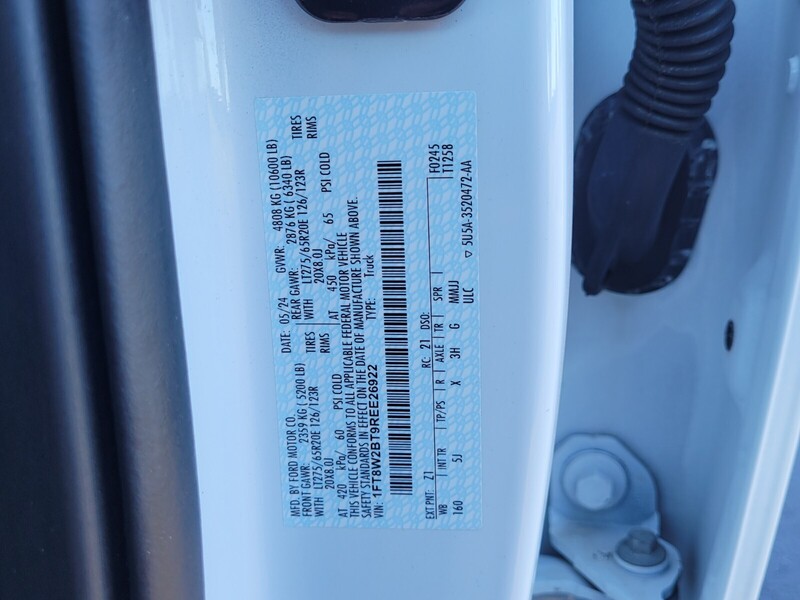 MFD. BY FORD MOTOR CO. DATE: 05/24 GVWR: 4808 KG (10600 LB)
FRONT GAWR: 2359 KG (5200 LB) REAR GAWR: 2876 KG (6340 LB)
WITH LT275/65R20E 126/123R TIRES WITH LT275/65R20E 126/123R TIRES
20X8.0J RIMS 20X8.0J RIMS
AT 420 kPa/ 60 PSI COLD AT 450 kPa/ 65 PSI COLD
THIS VEHICLE CONFORMS TO ALL APPLICABLE FEDERAL MOTOR VEHICLE
SAFETY STANDARDS IN EFFECT ON THE DATE OF MANUFACTURE SHOWN ABOVE.
VIN: 1FT8W2BT9REE26922 TYPE: Truck
F0245
T1258
EXT PNT: Z1 RC: 21 DSO:
WB INT TR TP/PS R AXLE TR SPR
160 5J X 3H G MMJJ
ULC ▽ 5U5A-3520472-AA